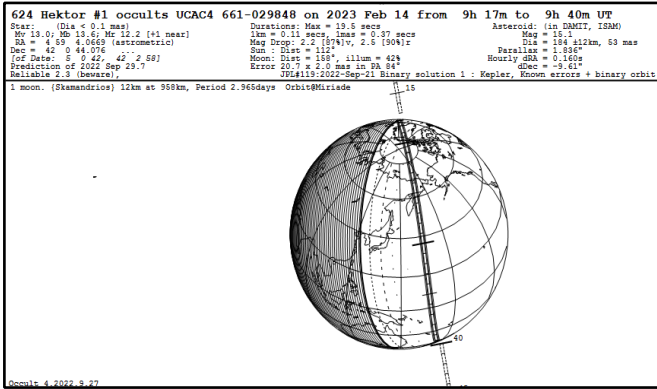 624 Hektor #1 occults UCAC4 661-029848 on 2023 Feb 14 from 9h 17m to 9h 40m UT
Star: (Dia < 0.1 mas)
Mv 13.0; Mb 13.6; Mr 12.2 [+1 near]
RA = 4 59 4.0669 (astrometric)
Dec = 42 0 44.076 ...
[of Date: 5 0 42, 42 2 58]
Prediction of 2022 Sep 29.7
Reliable 2.3 (beware),
Durations: Max = 19.5 secs
1km = 0.11 secs, 1mas = 0.37 secs
Mag Drop: 2.2 [87%]v, 2.5 [90%]r
Sun : Dist = 112°
Moon: Dist = 158°, illum = 42%
Error 20.7 x 2.0 mas in PA 84°
Asteroid: (in DAMIT, ISAM)
Mag = 15.1
Dia = 184 ±12km, 53 mas
Parallax = 1.836"
Hourly dRA = 0.160s
dDec = -9.61"
JPL#119:2022-Sep-21 Binary solution 1 : Kepler, Known errors + binary orbit
1 moon. {Skamandrios} 12km at 958km, Period 2.965days Orbit@Miriade
15
40
Occult 4.2022.9.27